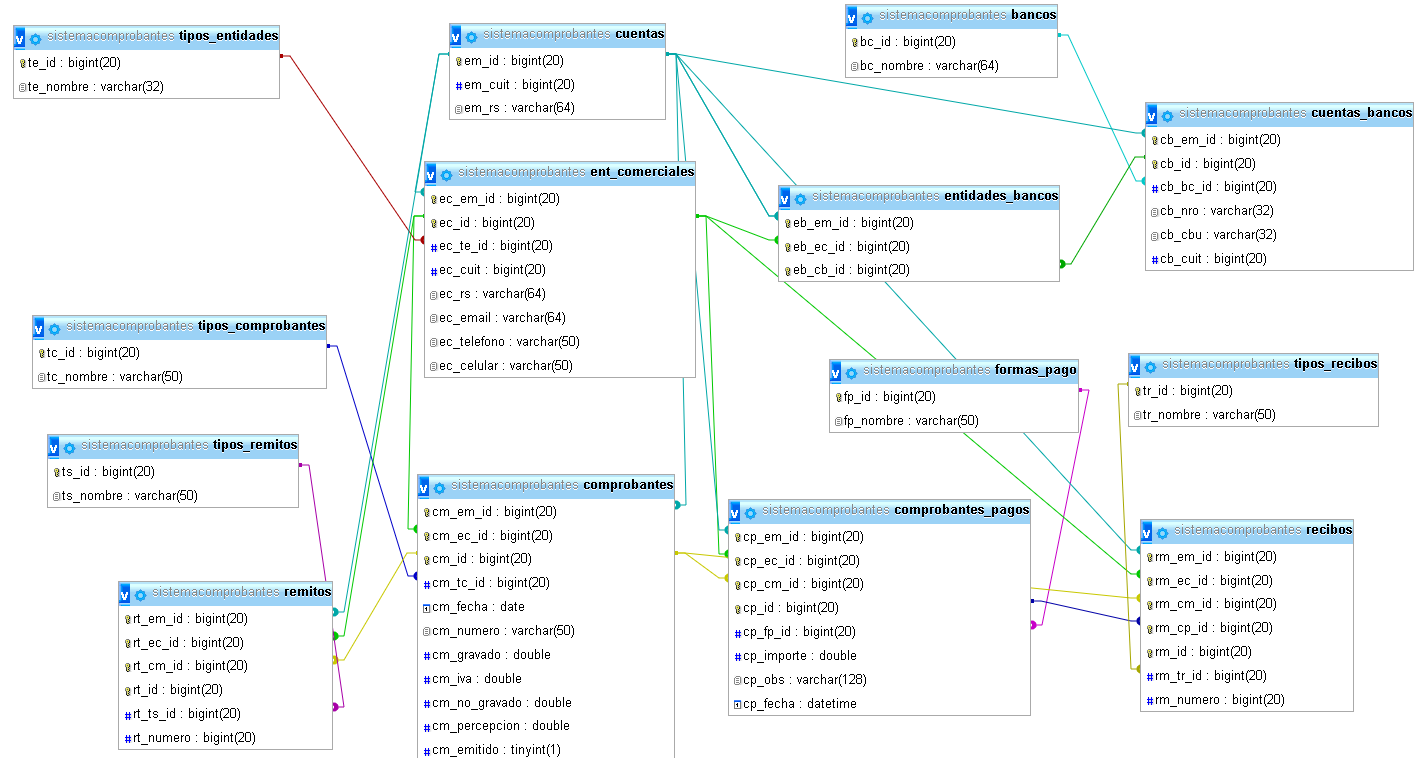 sistemacomprobantes tipos_entidades
te_id : bigint(20)
te_nombre : varchar(32)
sistemacomprobantes cuentas
em_id : bigint(20)
em_cuit : bigint(20)
em_rs : varchar(64)
sistemacomprobantes bancos
bc_id : bigint(20)
bc_nombre : varchar(64)
sistemacomprobantes cuentas_bancos
cb_em_id : bigint(20)
cb_id : bigint(20)
cb_bc_id : bigint(20)
cb_nro : varchar(32)
cb_cbu : varchar(32)
cb_cuit : bigint(20)
sistemacomprobantes ent_comerciales
ec_em_id : bigint(20)
ec_id : bigint(20)
ec_te_id : bigint(20)
ec_cuit : bigint(20)
ec_rs : varchar(64)
ec_email : varchar(64)
ec_telefono : varchar(50)
ec_celular : varchar(50)
sistemacomprobantes entidades_bancos
eb_em_id : bigint(20)
eb_ec_id : bigint(20)
eb_cb_id : bigint(20)
sistemacomprobantes tipos_comprobantes
tc_id : bigint(20)
tc_nombre : varchar(50)
sistemacomprobantes formas_pago
fp_id : bigint(20)
fp_nombre : varchar(50)
sistemacomprobantes tipos_recibos
tr_id : bigint(20)
tr_nombre : varchar(50)
sistemacomprobantes tipos_remitos
ts_id : bigint(20)
ts_nombre : varchar(50)
sistemacomprobantes comprobantes
cm_em_id : bigint(20)
cm_ec_id : bigint(20)
cm_id : bigint(20)
cm_tc_id : bigint(20)
cm_fecha : date
cm_numero : varchar(50)
cm_gravado : double
cm_iva : double
cm_no_gravado : double
cm_percepcion : double
cm_emitido : tinyint(1)
sistemacomprobantes comprobantes_pagos
cp_em_id : bigint(20)
cp_ec_id : bigint(20)
cp_cm_id : bigint(20)
cp_id : bigint(20)
cp_fp_id : bigint(20)
cp_importe : double
cp_obs : varchar(128)
cp_fecha : datetime
sistemacomprobantes recibos
rm_em_id : bigint(20)
rm_ec_id : bigint(20)
rm_cm_id : bigint(20)
rm_cp_id : bigint(20)
rm_id : bigint(20)
rm_tr_id : bigint(20)
rm_numero : bigint(20)
sistemacomprobantes remitos
rt_em_id : bigint(20)
rt_ec_id : bigint(20)
rt_cm_id : bigint(20)
rt_id : bigint(20)
rt_ts_id : bigint(20)
rt_numero : bigint(20)